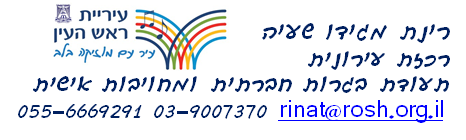 עיריית
ראש העין
עיר עם מוזיקה בלב
רינת מגידו שעיה
רכזת עירונית
תעודת בגרות חברתית ומחויבות אישית
055-6669291 03-9007370 rinat@rosh.org.il